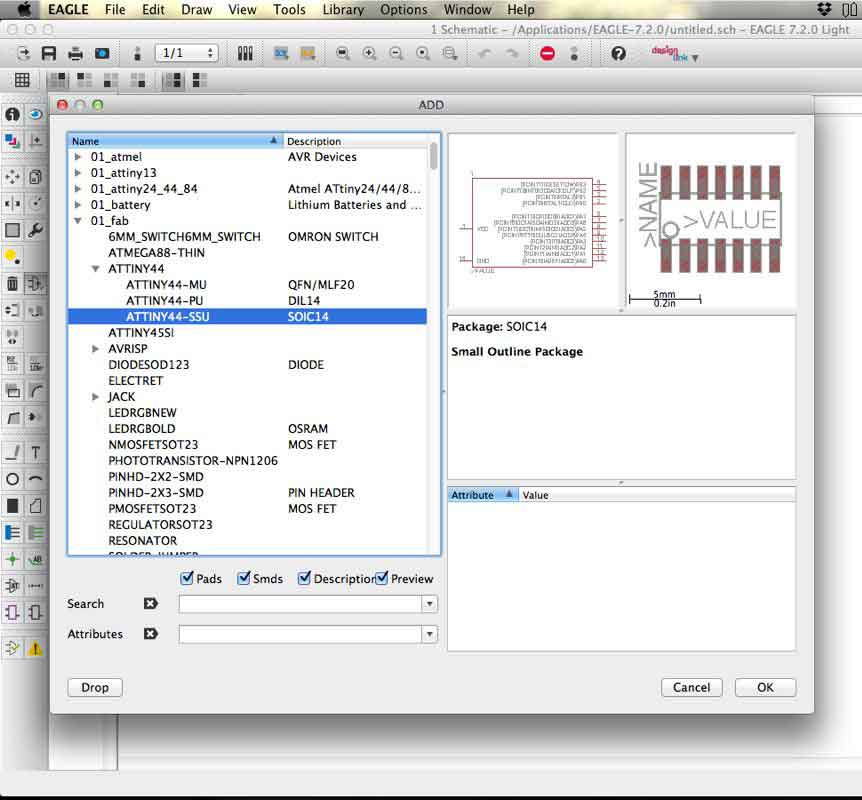 EAGLE File Edit Draw View Tools Library Options Window Help
1 Schematic - /Applications/EAGLE-7.2.0/untitled.sch - EAGLE 7.2.0 Light
1/1
design link
ADD
Name Description
01_atmel AVR Devices
01_attiny13
01_attiny24_44_84 Atmel ATtiny24/44/8...
01_battery Lithium Batteries and ...
01_fab
6MM_SWITCH6MM_SWITCH OMRON SWITCH
ATMEGA88-THIN
ATTINY44
ATTINY44-MU QFN/MLF20
ATTINY44-PU DIL14
ATTINY44-SSU SOIC14
ATTINY45SI
AVRISP
DIODESOD123 DIODE
ELECTRET
JACK
LEDRGBNEW
LEDRGBOLD OSRAM
NMOSFETSOT23 MOS FET
PHOTOTRANSISTOR-NPN1206
PINHD-2X2-SMD
PINHD-2X3-SMD PIN HEADER
PMOSFETSOT23 MOS FET
REGULATORSOT23
RESONATOR
SOLDER-JUMPER
VCC
GND
>VALUE
>NAME
>VALUE
5mm
0.2in
Package: SOIC14
Small Outline Package
Attribute Value
Pads Smds Description Preview
Search
Attributes
Drop Cancel OK